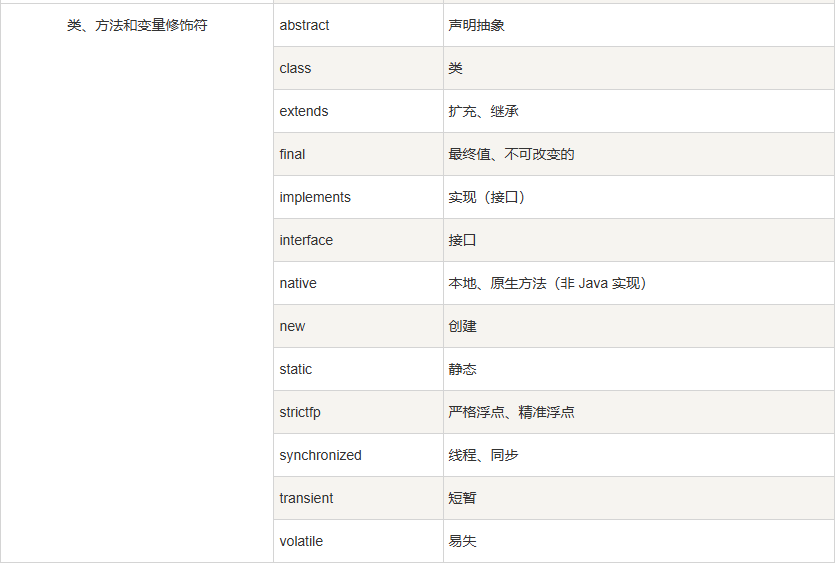 类、方法和变量修饰符 abstract 声明抽象
class 类
extends 扩充、继承
final 最终值、不可改变的
implements 实现（接口）
interface 接口
native 本地、原生方法（非 Java 实现）
new 创建
static 静态
strictfp 严格浮点、精准浮点
synchronized 线程、同步
transient 短暂
volatile 易失